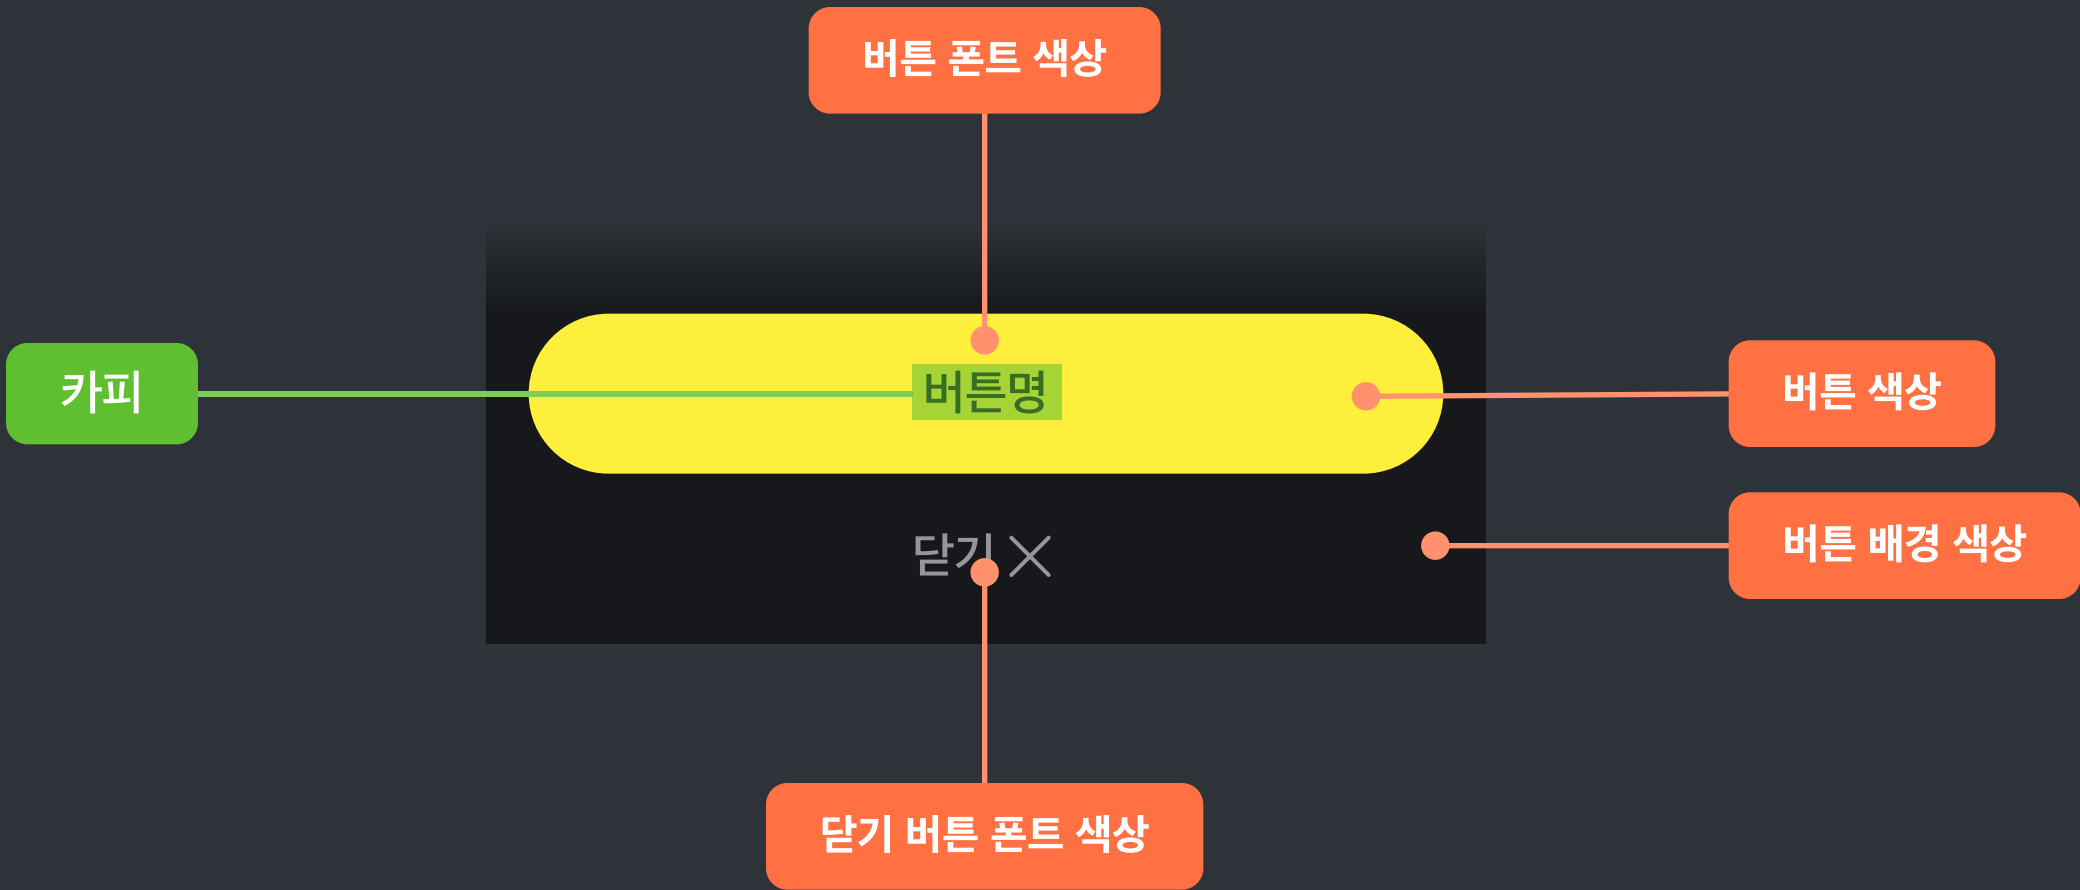 버튼 폰트 색상
카피
버튼명
버튼 색상
버튼 배경 색상
닫기
닫기 버튼 폰트 색상